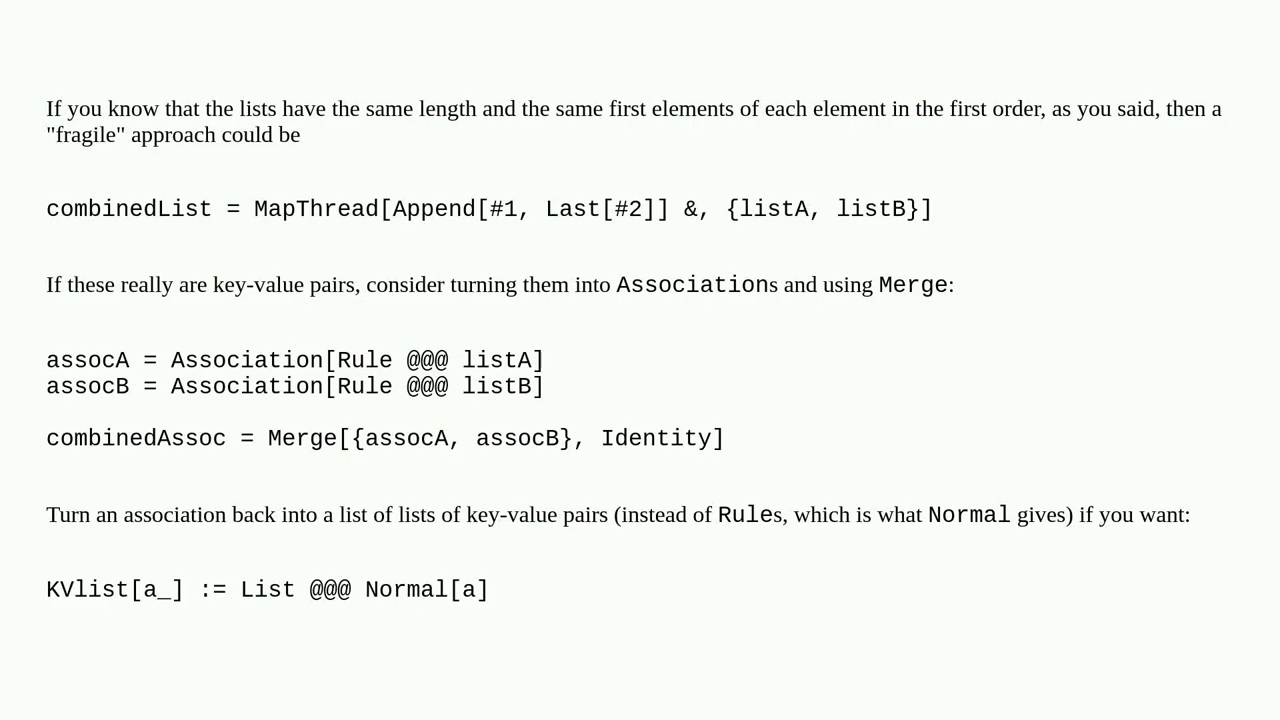 If you know that the lists have the same length and the same first elements of each element in the first order, as you said, then a
"fragile" approach could be
combinedList = MapThread[Append[#1, Last[#2]] &, {listA, listB}]
If these really are key-value pairs, consider turning them into Associations and using Merge:
assocA = Association[Rule @@@ listA]
assocB = Association[Rule @@@ listB]
combinedAssoc = Merge[{assocA, assocB}, Identity]
Turn an association back into a list of lists of key-value pairs (instead of Rules, which is what Normal gives) if you want:
KVlist[a_] := List @@@ Normal[a]